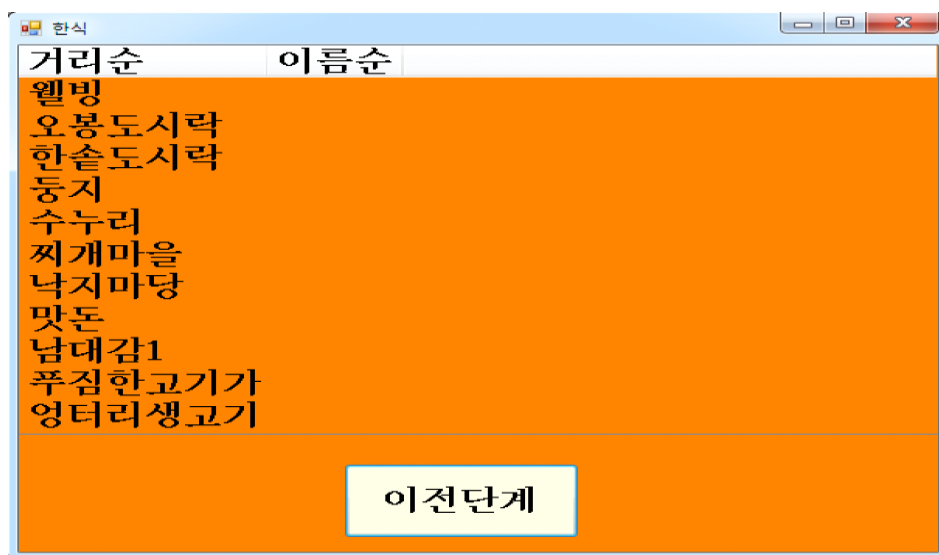 한식
거리순 이름순
웰빙
오봉도시락
한솥도시락
둥지
수누리
찌개마을
낙지마당
맛돈
남대감1
푸짐한고기가
엉터리생고기
이전단계